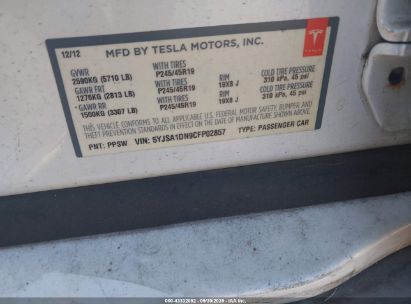 12/12 MFD BY TESLA MOTORS, INC.
GVWR WITH TIRES RIM COLD TIRE PRESSURE
2590KG (5710 LB) P245/45R19 310 kPa, 45 psi
GAWR FRT WITH TIRES RIM COLD TIRE PRESSURE
1276KG (2813 LB) P245/45R19 19X8 J 310 kPa, 45 psi
GAWR RR WITH TIRES
1500KG (3307 LB) P245/45R19 19X8 J
THIS VEHICLE CONFORMS TO ALL APPLICABLE U.S. FEDERAL MOTOR VEHICLE SAFETY, BUMPER, AND
THEFT PREVENTION STANDARDS IN EFFECT ON THE DATE OF MANUFACTURE SHOWN ABOVE.
PNT: PPSW VIN: 5YJSA1DN9CFP02857 TYPE: PASSENGER CAR
TESLA